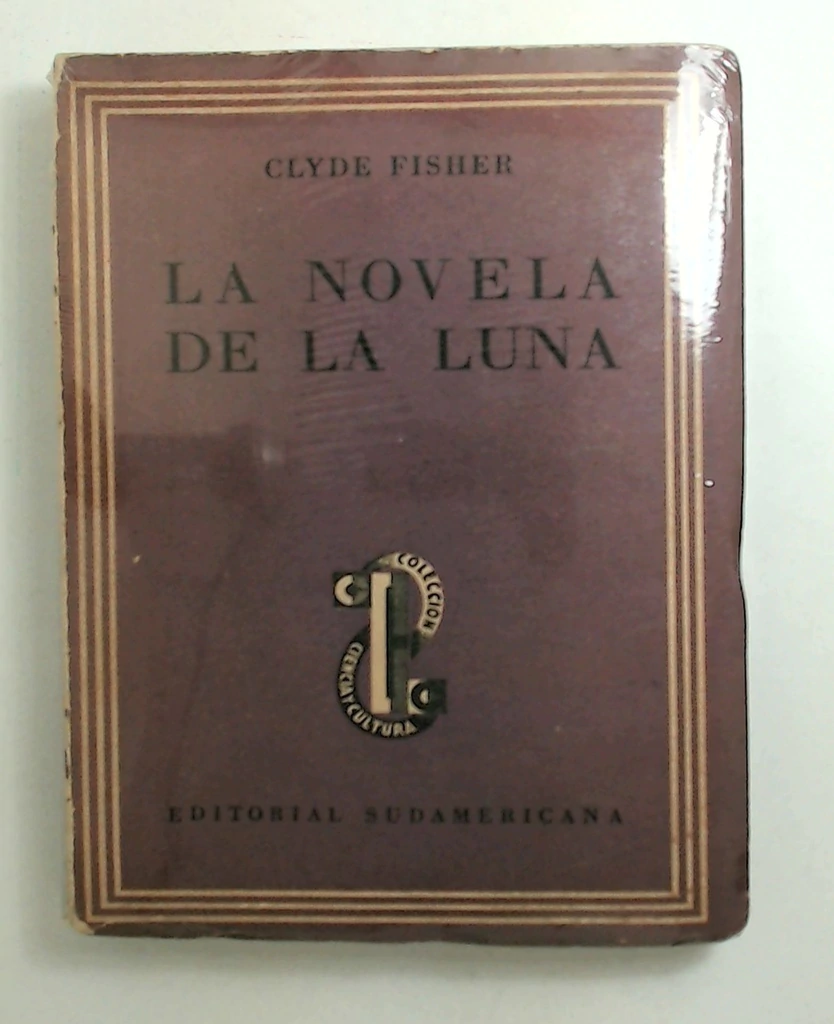 CLYDE FISHER
LA NOVELA
DE LA LUNA
COLECCION
CIENCIA Y CULTURA
EDITORIAL SUDAMERICANA